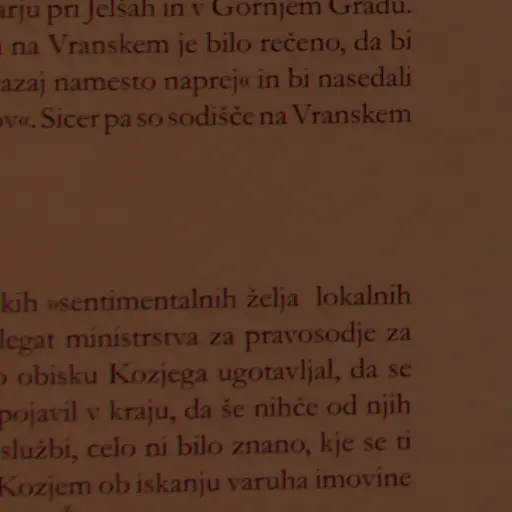 arju pri Jelšah in v Gornjem Gradu.
na Vranskem je bilo rečeno, da bi
azaj namesto naprej« in bi nasedali
ov«. Sicer pa so sodišče na Vranskem
kih »sentimentalnih želja lokalnih
legat ministrstva za pravosodje za
o obisku Kozjega ugotavljal, da se
pojavil v kraju, da še nihče od njih
službi, celo ni bilo znano, kje se ti
Kozjem ob iskanju varuha imovine